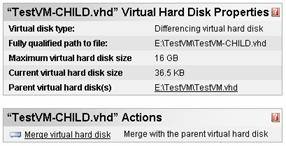 “TestVM-CHILD.vhd” Virtual Hard Disk Properties
Virtual disk type: Differencing virtual hard disk
Fully qualified path to file: E:\TestVM\TestVM-CHILD.vhd
Maximum virtual hard disk size 16 GB
Current virtual hard disk size 36.5 KB
Parent virtual hard disk(s) E:\TestVM\TestVM.vhd
“TestVM-CHILD.vhd” Actions
Merge virtual hard disk Merge with the parent virtual hard disk